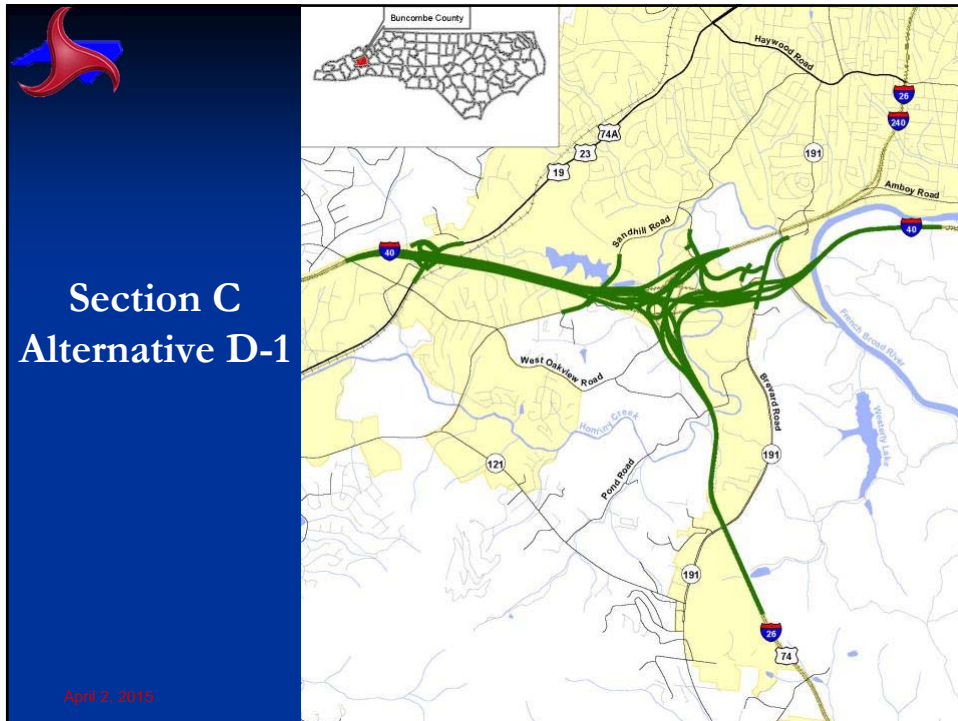 Section C
Alternative D-1
April 2, 2015
Buncombe County
Haywood Road
26
240
74A
23
19
191
Amboy Road
Sandhill Road
40
40
French Broad River
West Oakview Road
Brevard Road
Hominy Creek
Westerly Lake
191
121
Pond Road
191
26
74